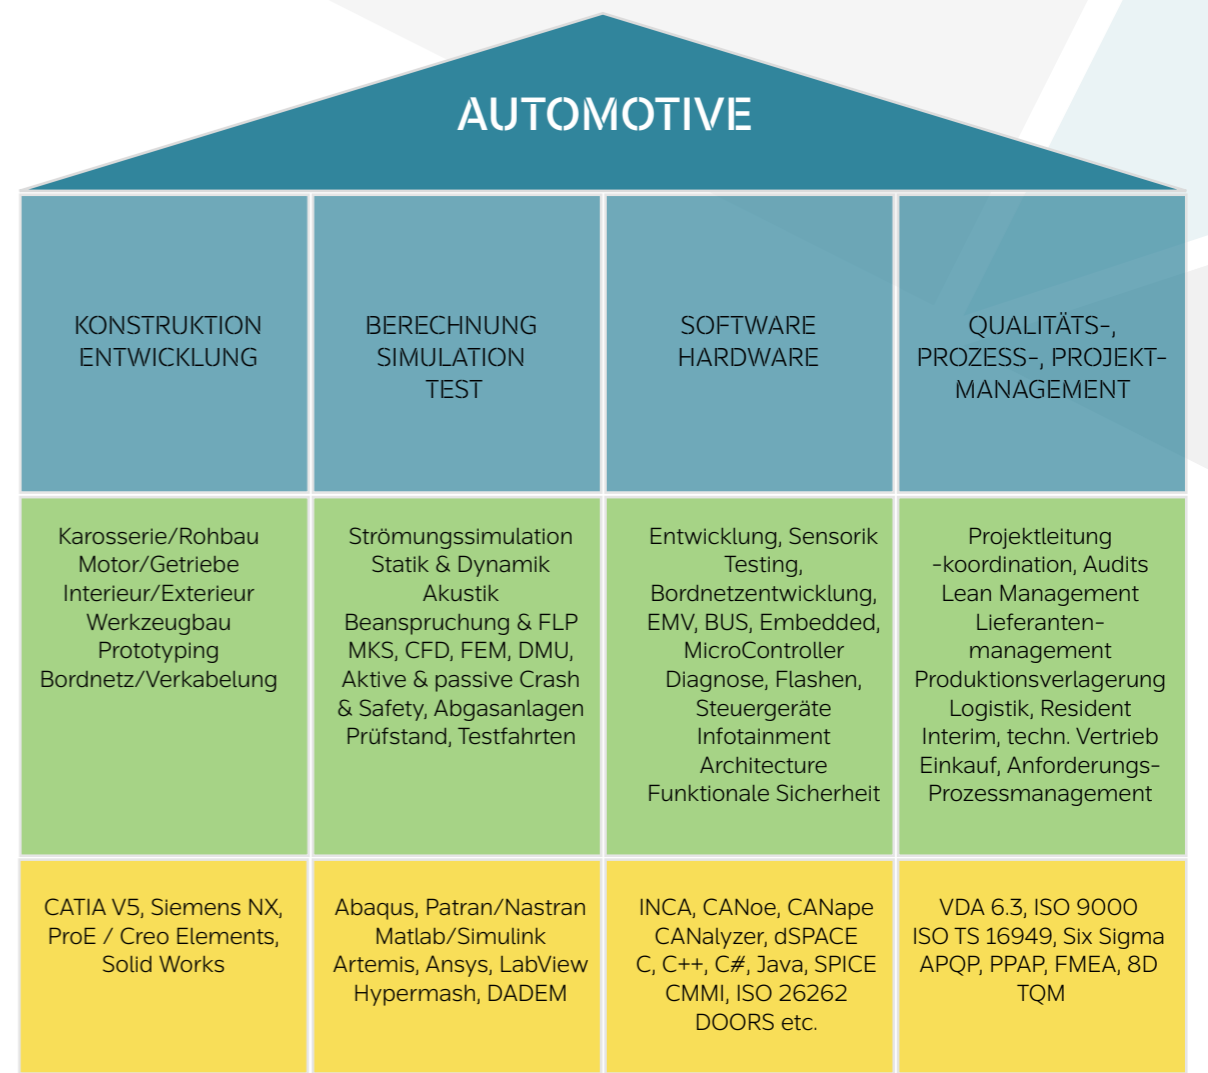 AUTOMOTIVE
KONSTRUKTION
ENTWICKLUNG
BERECHNUNG
SIMULATION
TEST
SOFTWARE
HARDWARE
QUALITÄTS-,
PROZESS-, PROJEKT-
MANAGEMENT
Karosserie/Rohbau
Motor/Getriebe
Interieur/Exterieur
Werkzeugbau
Prototyping
Bordnetz/Verkabelung
Strömungssimulation
Statik & Dynamik
Akustik
Beanspruchung & FLP
MKS, CFD, FEM, DMU,
Aktive & passive Crash
& Safety, Abgasanlagen
Prüfstand, Testfahrten
Entwicklung, Sensorik
Testing,
Bordnetzentwicklung,
EMV, BUS, Embedded,
MicroController
Diagnose, Flashen,
Steuergeräte
Infotainment
Architecture
Funktionale Sicherheit
Projektleitung
-koordination, Audits
Lean Management
Lieferanten-
management
Produktionsverlagerung
Logistik, Resident
Interim, techn. Vertrieb
Einkauf, Anforderungs-
Prozessmanagement
CATIA V5, Siemens NX,
ProE / Creo Elements,
Solid Works
Abaqus, Patran/Nastran
Matlab/Simulink
Artemis, Ansys, LabView
Hypermash, DADEM
INCA, CANoe, CANape
CANalyzer, dSPACE
C, C++, C#, Java, SPICE
CMMI, ISO 26262
DOORS etc.
VDA 6.3, ISO 9000
ISO TS 16949, Six Sigma
APQP, PPAP, FMEA, 8D
TQM